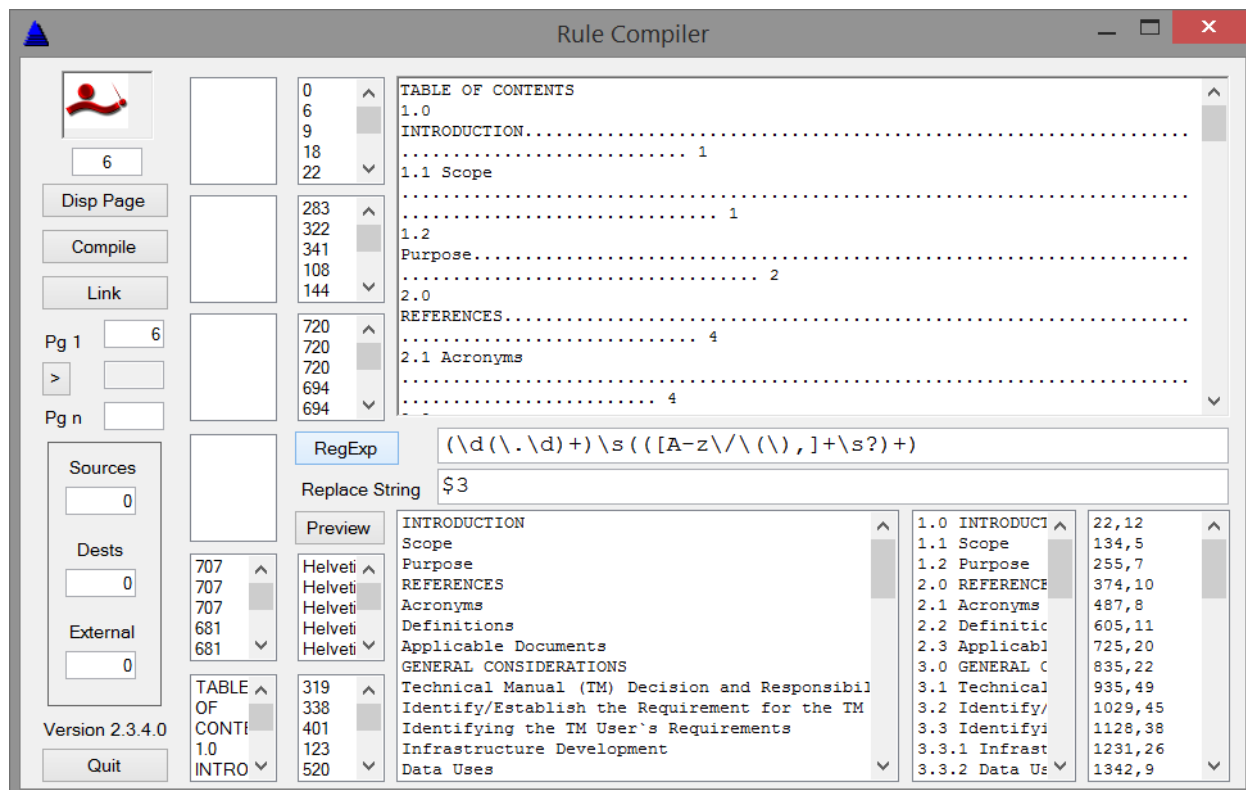 Rule Compiler
6
Disp Page
Compile
Link
Pg 1
6
>
Pg n
Sources
0
Dests
0
External
0
Version 2.3.4.0
Quit
707
707
707
681
681
TABLE
OF
CONTE
1.0
INTRO
0
6
9
18
22
283
322
341
108
144
720
720
720
694
694
TABLE OF CONTENTS
1.0
INTRODUCTION................................................................
............................ 1
1.1 Scope
............................................................................
............................... 1
1.2
Purpose.....................................................................
................................... 2
2.0
REFERENCES..................................................................
............................. 4
2.1 Acronyms
............................................................................
......................... 4
RegExp
(\d(\.\d)+)\s(([A-z\/\(\),]+\s?)+)
Replace String
$3
Preview
Helveti
Helveti
Helveti
Helveti
Helveti
319
338
401
123
520
INTRODUCTION
Scope
Purpose
REFERENCES
Acronyms
Definitions
Applicable Documents
GENERAL CONSIDERATIONS
Technical Manual (TM) Decision and Responsibil
Identify/Establish the Requirement for the TM
Identifying the TM User`s Requirements
Infrastructure Development
Data Uses
1.0 INTRODUCT
1.1 Scope
1.2 Purpose
2.0 REFERENCE
2.1 Acronyms
2.2 Definitic
2.3 Applicabl
3.0 GENERAL C
3.1 Technical
3.2 Identify/
3.3 Identifyi
3.3.1 Infrast
3.3.2 Data Us
22,12
134,5
255,7
374,10
487,8
605,11
725,20
835,22
935,49
1029,45
1128,38
1231,26
1342,9